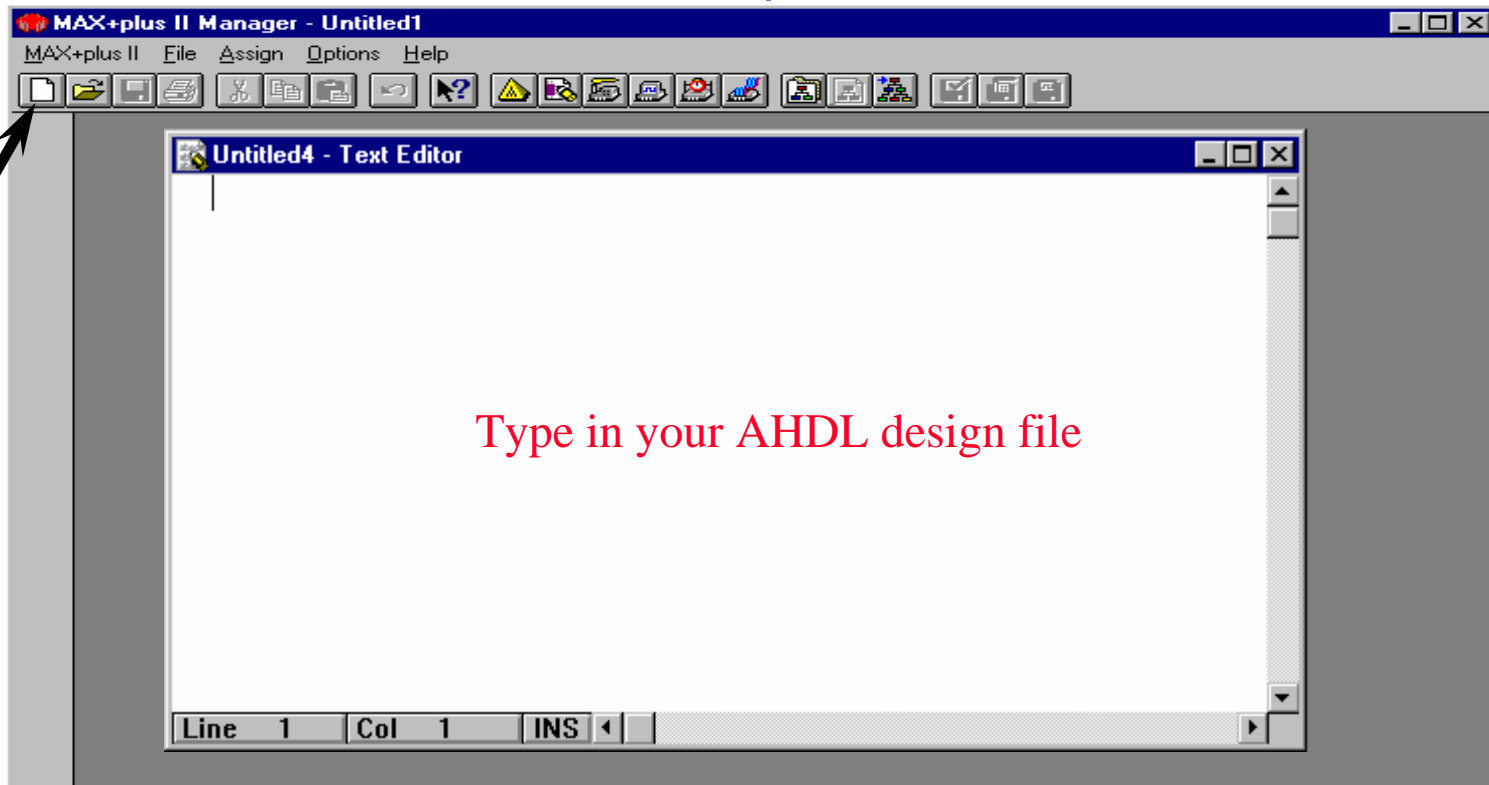 MAX+plus II Manager - Untitled1
MAX+plus II File Assign Options Help
Untitled4 - Text Editor
Type in your AHDL design file
Line 1 Col 1 INS